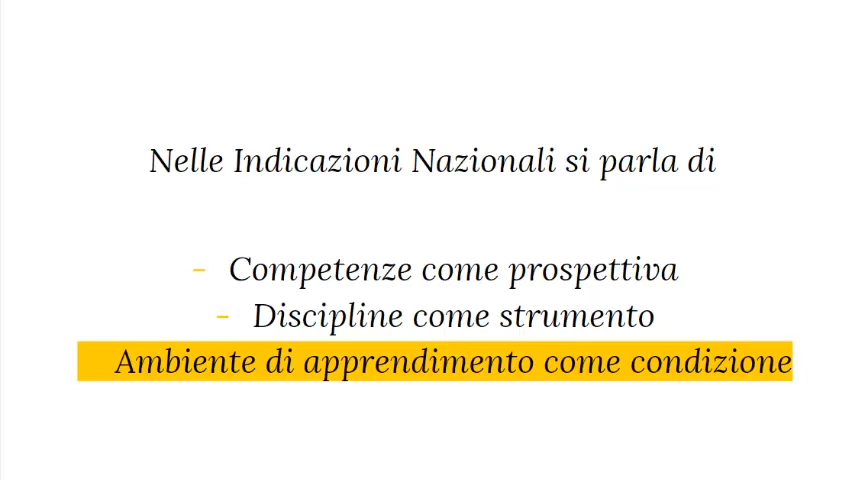 Nelle Indicazioni Nazionali si parla di
- Competenze come prospettiva
- Discipline come strumento
Ambiente di apprendimento come condizione